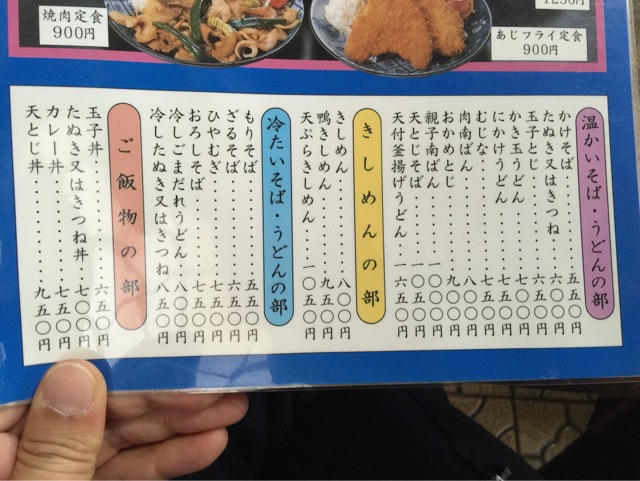 焼肉定食
900円
あじフライ定食
900円
温かいそば・うどんの部
かけそば・・・・・・五五〇円
たぬき又はきつね・・・六〇〇円
玉子とじ・・・・・・六五〇円
かき玉うどん・・・・七〇〇円
にかけうどん・・・・七〇〇円
むじな・・・・・・・七五〇円
肉南ばん・・・・・・八〇〇円
おかめとじ・・・・・九〇〇円
親子南ばん・・・・一〇〇〇円
天とじそば・・・・一〇五〇円
天付釜揚げうどん・・一六五〇円
きしめんの部
きしめん・・・・・・八〇〇円
鴨きしめん・・・・・九五〇円
天ぷらきしめん・・一〇五〇円
冷たいそば・うどんの部
もりそば・・・・・・五五〇円
ざるそば・・・・・・六〇〇円
ひやむぎ・・・・・・七五〇円
おろしそば・・・・・七五〇円
冷しごまだれうどん・八〇〇円
冷したぬき又はきつね八五〇円
ご飯物の部
玉子丼・・・・・・・六五〇円
たぬき又はきつね丼・・七〇〇円
カレー丼・・・・・・七五〇円
天とじ丼・・・・・・九五〇円